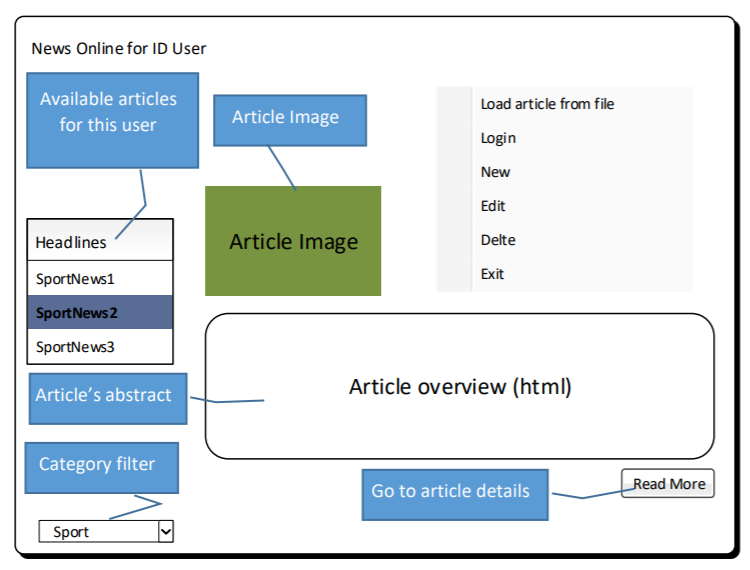 News Online for ID User
Available articles
for this user
Article Image
Load article from file
Login
New
Edit
Delte
Exit
Article Image
Headlines
SportNews1
SportNews2
SportNews3
Article overview (html)
Article's abstract
Category filter
Go to article details
Read More
Sport